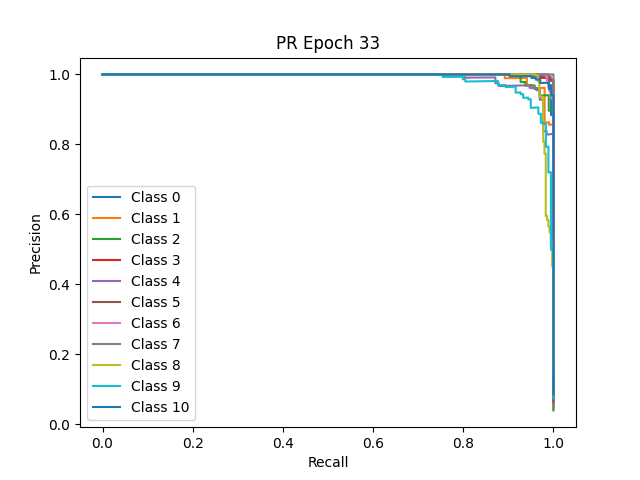 PR Epoch 33
1.0
0.8
0.6
0.4
0.2
0.0
Precision
Class 0
Class 1
Class 2
Class 3
Class 4
Class 5
Class 6
Class 7
Class 8
Class 9
Class 10
0.0 0.2 0.4 0.6 0.8 1.0
Recall